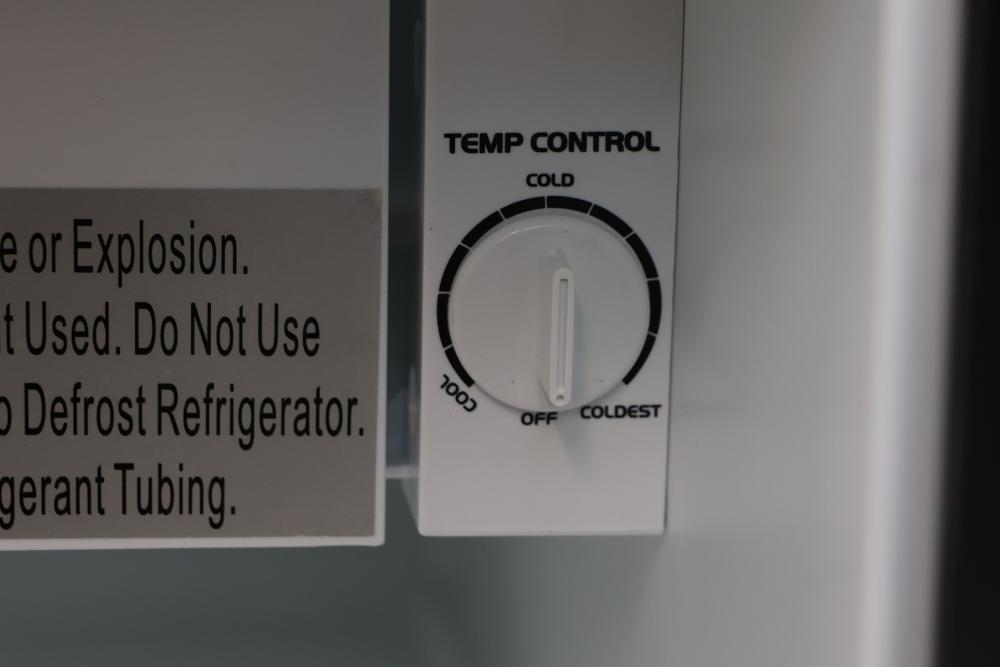 TEMP CONTROL
COLD
COOL
OFF
COLDEST
e or Explosion.
t Used. Do Not Use
o Defrost Refrigerator.
gerant Tubing.